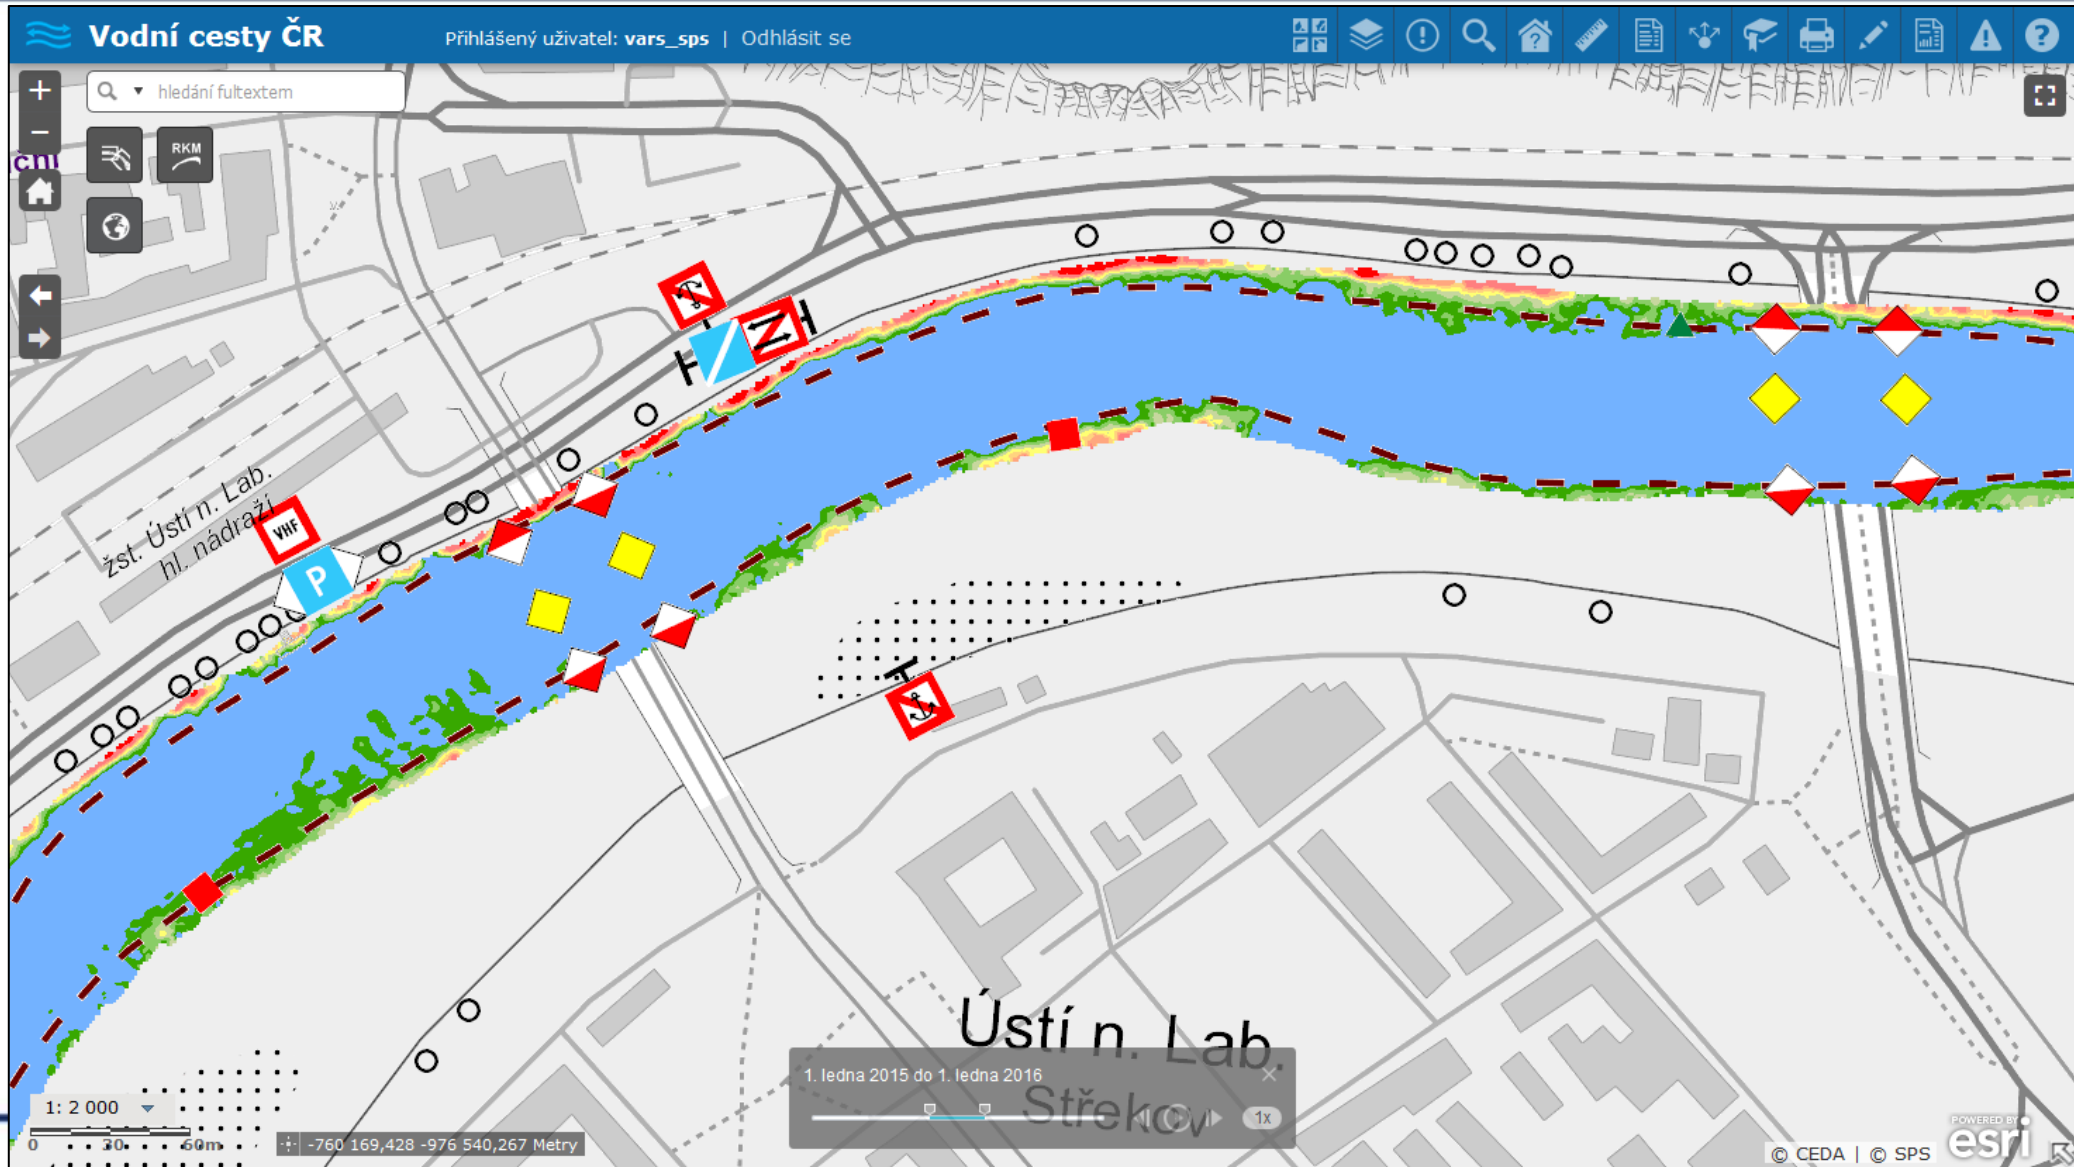 Vodní cesty ČR
Přihlášený uživatel: vars_sps | Odhlásit se
+
hledání fultextem
−
RKM
ční
žst. Ústí n. Lab.
hl. nádraží
VHF
P
Ústí n. Lab.
Střekov
1. ledna 2015 do 1. ledna 2016
1x
1: 2 000
0 30 60m
-760 169,428 -976 540,267 Metry
POWERED BY
esri
© CEDA | © SPS